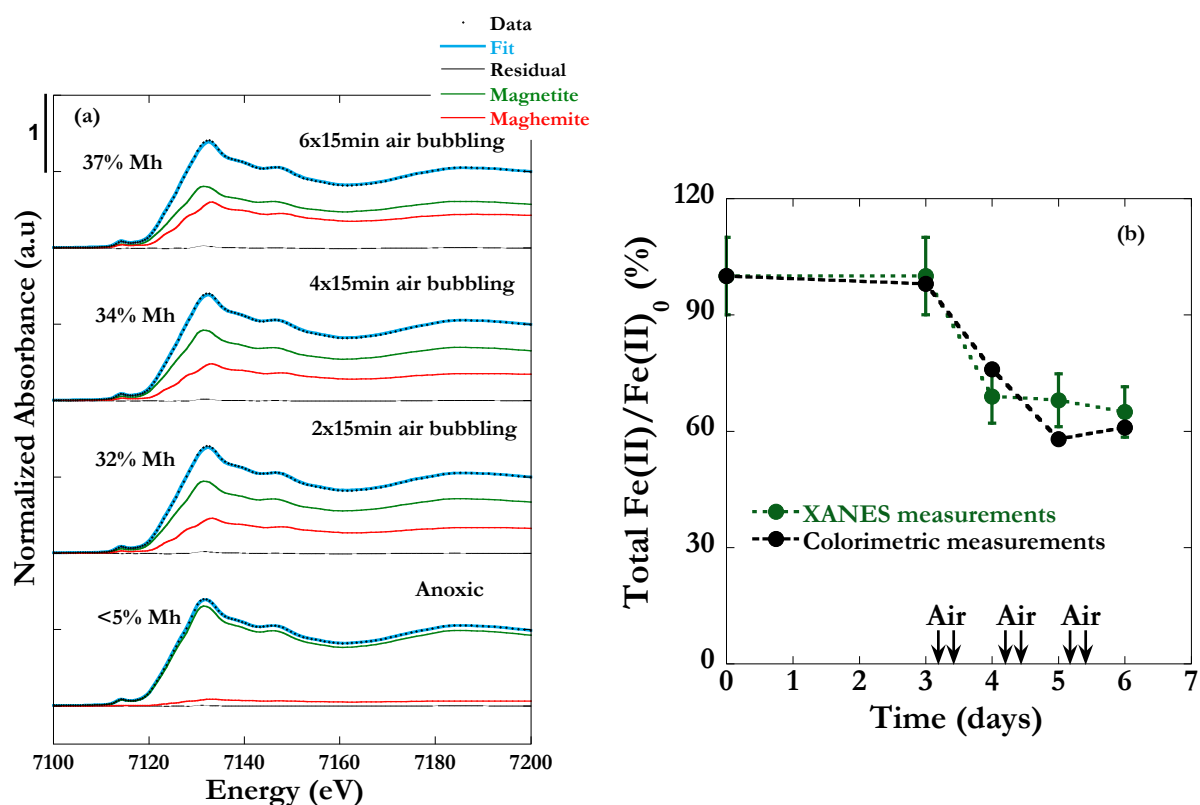 Data
Fit
Residual
Magnetite
Maghemite
(a)
1
6x15min air bubbling
37% Mh
4x15min air bubbling
34% Mh
2x15min air bubbling
32% Mh
Anoxic
<5% Mh
Normalized Absorbance (a.u)
7100 7120 7140 7160 7180 7200
Energy (eV)
(b)
120
90
60
30
0
Total Fe(II)/Fe(II)0 (%)
XANES measurements
Colorimetric measurements
Air Air Air
0 1 2 3 4 5 6 7
Time (days)